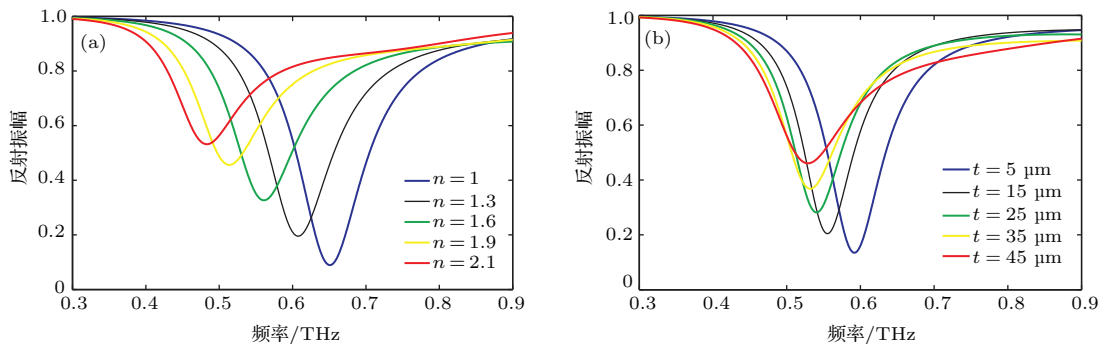 (a)
1.0
0.8
0.6
0.4
0.2
0
反射振幅
n = 1
n = 1.3
n = 1.6
n = 1.9
n = 2.1
0.3 0.4 0.5 0.6 0.7 0.8 0.9
频率/THz
(b)
1.0
0.8
0.6
0.4
0.2
0
反射振幅
t = 5 µm
t = 15 µm
t = 25 µm
t = 35 µm
t = 45 µm
0.3 0.4 0.5 0.6 0.7 0.8 0.9
频率/THz